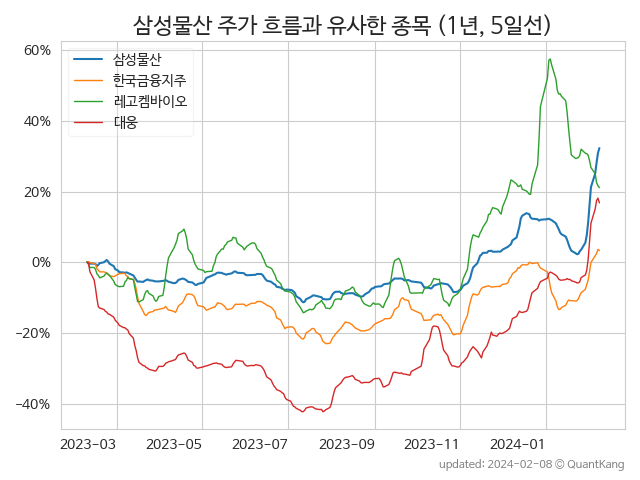 삼성물산 주가 흐름과 유사한 종목 (1년, 5일선)
삼성물산
한국금융지주
레고켐바이오
대웅
60%
40%
20%
0%
−20%
−40%
2023-03 2023-05 2023-07 2023-09 2023-11 2024-01
updated: 2024-02-08 © QuantKang